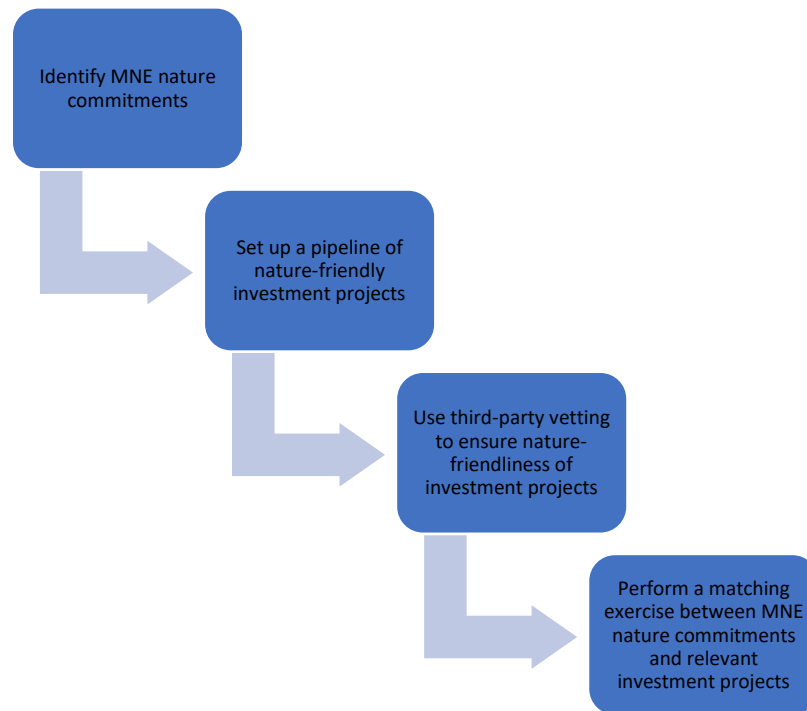 Identify MNE nature
commitments
Set up a pipeline of
nature-friendly
investment projects
Use third-party vetting
to ensure nature-
friendliness of
investment projects
Perform a matching
exercise between MNE
nature commitments
and relevant
investment projects